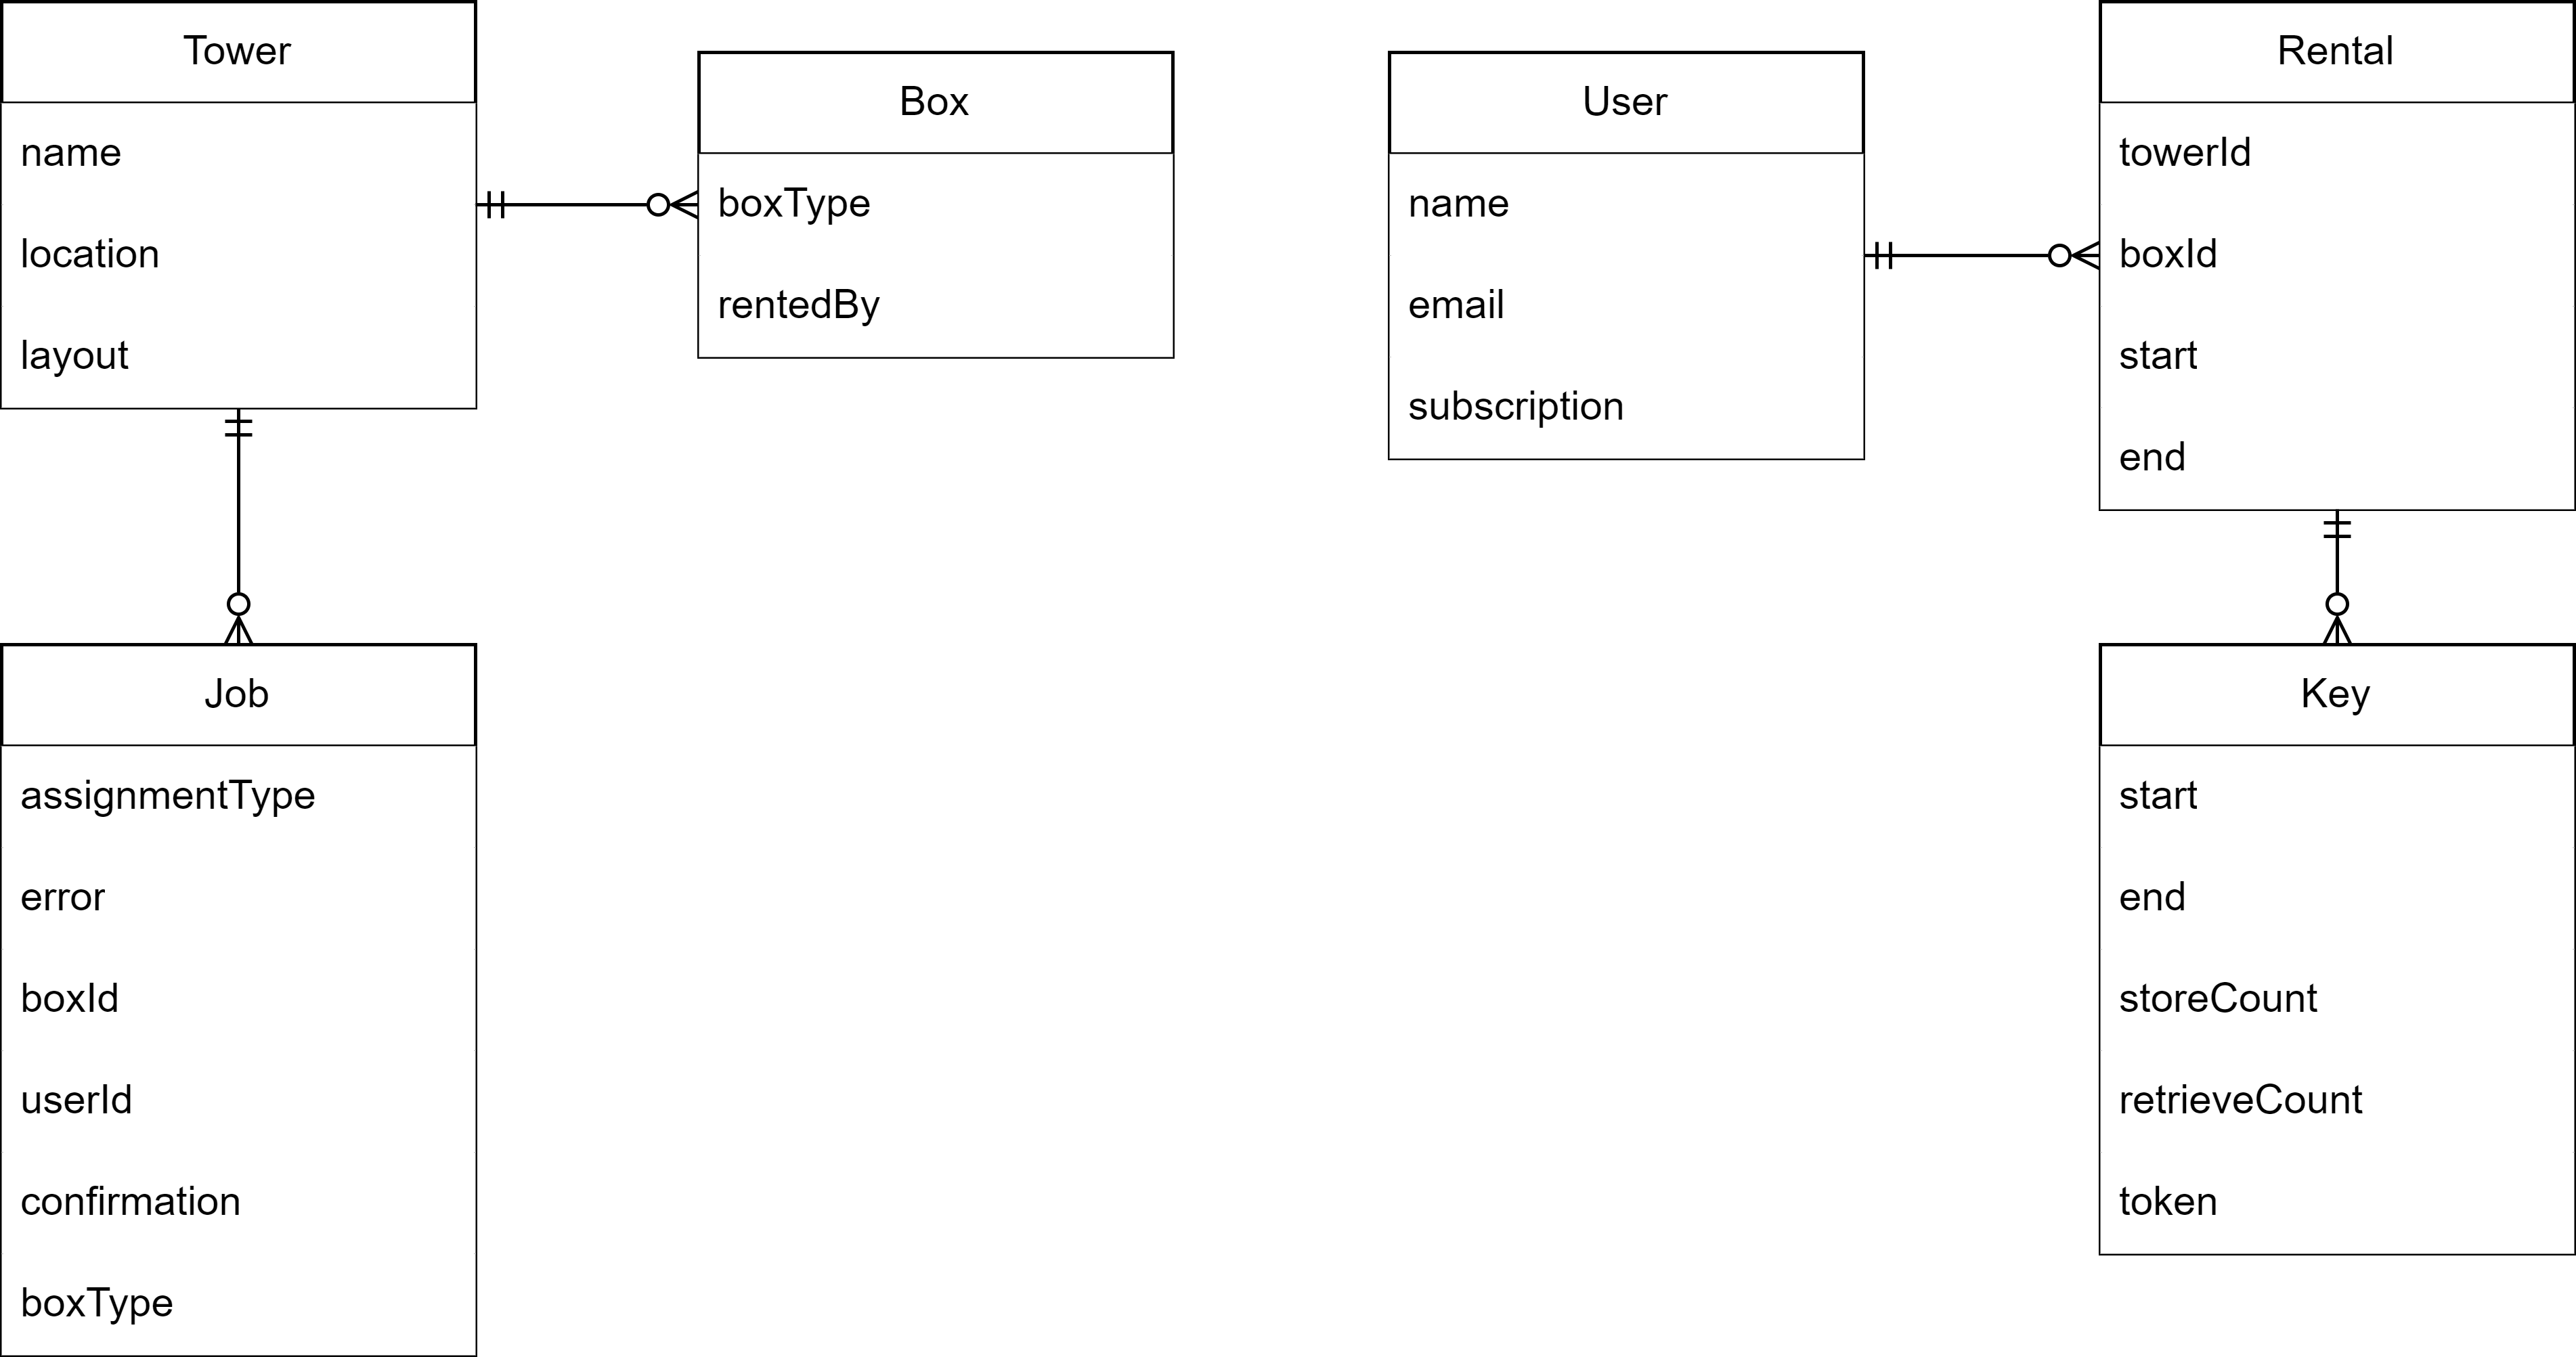 Tower
name
location
layout
Box
boxType
rentedBy
User
name
email
subscription
Rental
towerId
boxId
start
end
Job
assignmentType
error
boxId
userId
confirmation
boxType
Key
start
end
storeCount
retrieveCount
token